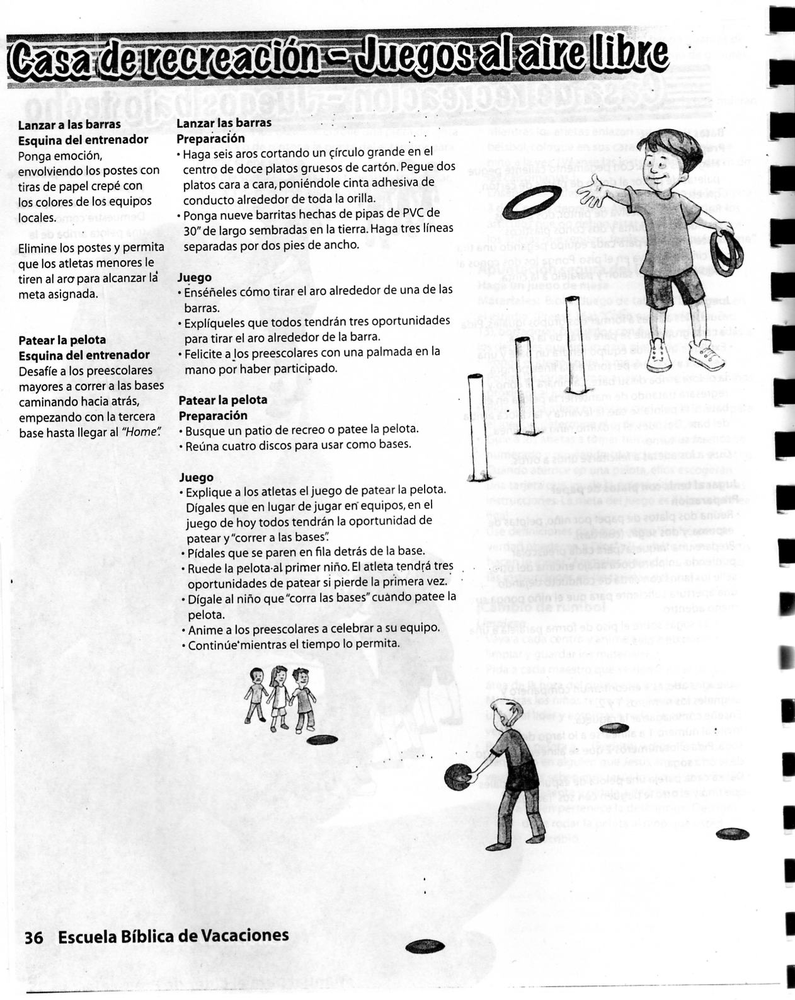 Casa de recreación - Juegos al aire libre
Lanzar a las barras
Esquina del entrenador
Ponga emoción,
envolviendo los postes con
tiras de papel crepé con
los colores de los equipos
locales.
Elimine los postes y permita
que los atletas menores le
tiren al aro para alcanzar la
meta asignada.
Patear la pelota
Esquina del entrenador
Desafíe a los preescolares
mayores a correr a las bases
caminando hacia atrás,
empezando con la tercera
base hasta llegar al "Home".
Lanzar las barras
Preparación
• Haga seis aros cortando un círculo grande en el
centro de doce platos gruesos de cartón. Pegue dos
platos cara a cara, poniéndole cinta adhesiva de
conducto alrededor de toda la orilla.
• Ponga nueve barritas hechas de pipas de PVC de
30" de largo sembradas en la tierra. Haga tres líneas
separadas por dos pies de ancho.
Juego
• Enséñeles cómo tirar el aro alrededor de una de las
barras.
• Explíqueles que todos tendrán tres oportunidades
para tirar el aro alrededor de la barra.
• Felicite a los preescolares con una palmada en la
mano por haber participado.
Patear la pelota
Preparación
• Busque un patio de recreo o patee la pelota.
• Reúna cuatro discos para usar como bases.
Juego
• Explique a los atletas el juego de patear la pelota.
Dígales que en lugar de jugar en equipos, en el
juego de hoy todos tendrán la oportunidad de
patear y "correr a las bases".
• Pídales que se paren en fila detrás de la base.
• Ruede la pelota al primer niño. El atleta tendrá tres
oportunidades de patear si pierde la primera vez.
• Dígale al niño que "corra las bases" cuando patee la
pelota.
• Anime a los preescolares a celebrar a su equipo.
• Continúe mientras el tiempo lo permita.
36 Escuela Bíblica de Vacaciones